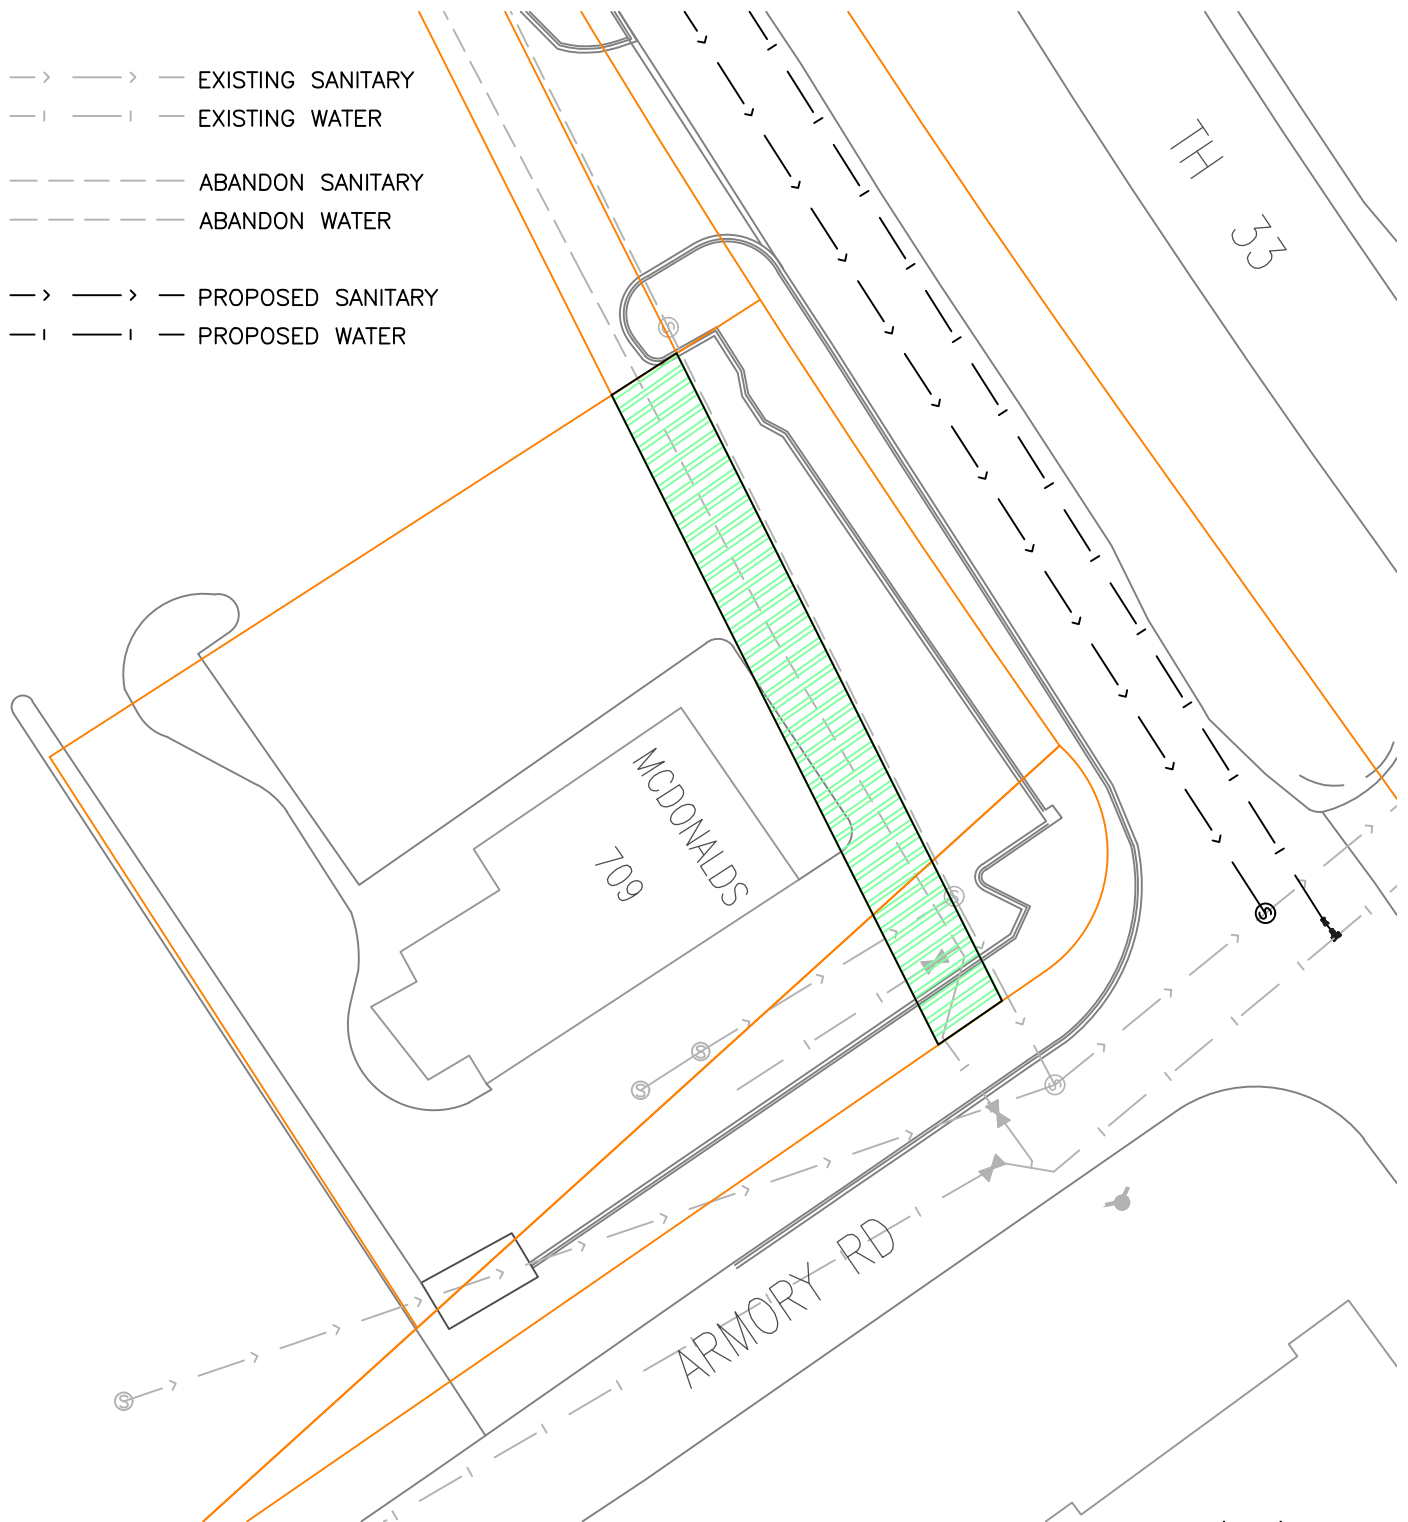 EXISTING SANITARY
EXISTING WATER
ABANDON SANITARY
ABANDON WATER
PROPOSED SANITARY
PROPOSED WATER
TH 33
MCDONALDS
709
ARMORY RD
S
S
S
S
S
S
S